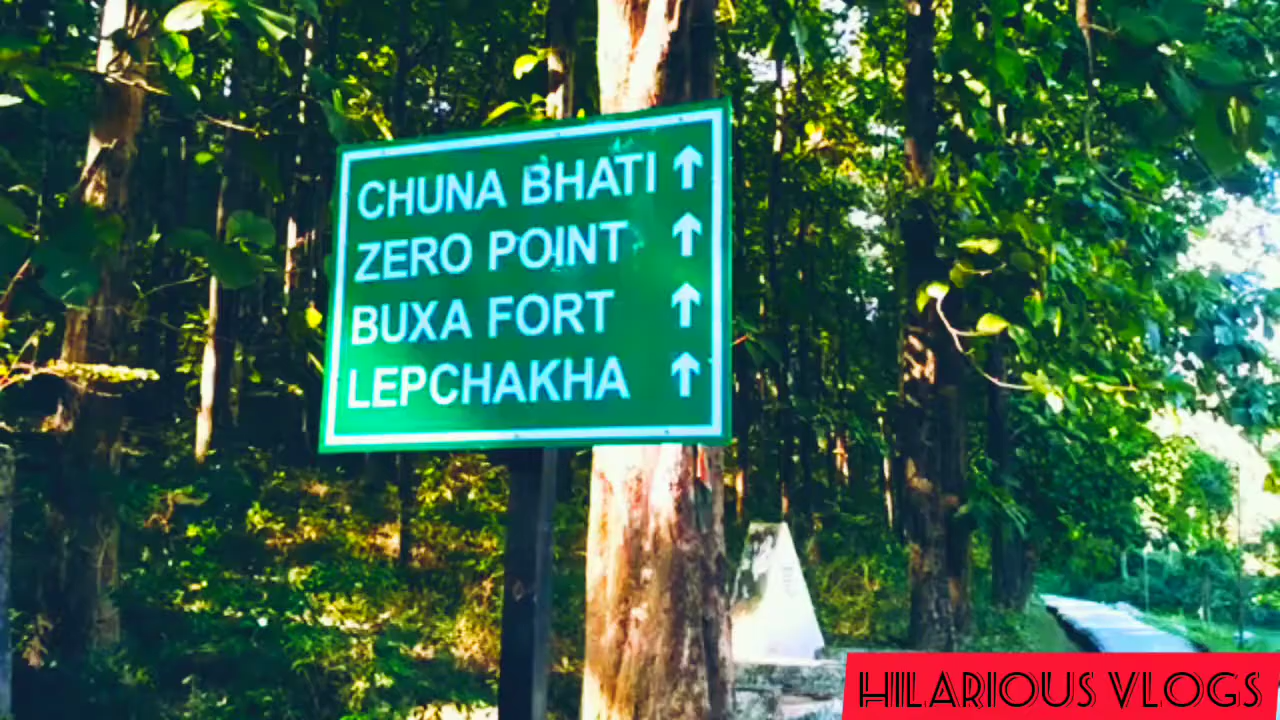 CHUNA BHATI ↑
ZERO POINT ↑
BUXA FORT ↑
LEPCHAKHA ↑
HILARIOUS VLOGS